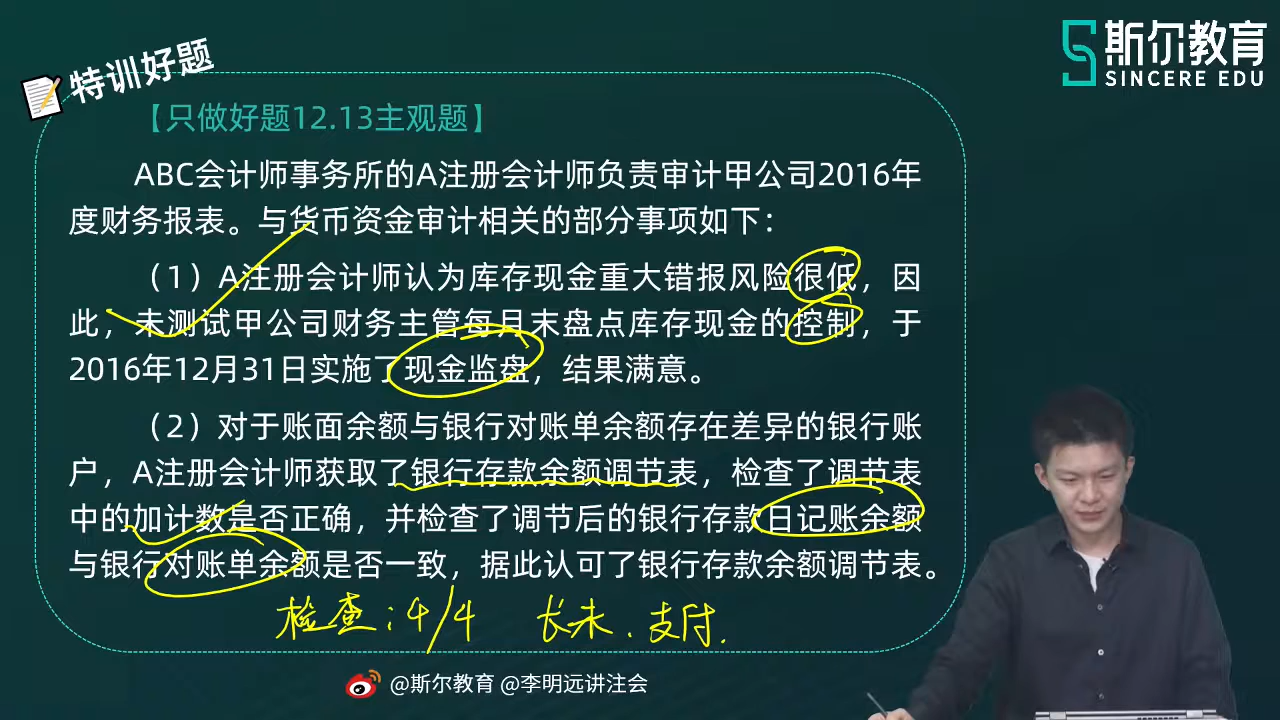 特训好题
斯尔教育
SINCERE EDU
【只做好题12.13主观题】
ABC会计师事务所的A注册会计师负责审计甲公司2016年
度财务报表。与货币资金审计相关的部分事项如下：
（1）A注册会计师认为库存现金重大错报风险很低，因
此，未测试甲公司财务主管每月末盘点库存现金的控制，于
2016年12月31日实施了现金监盘，结果满意。
（2）对于账面余额与银行对账单余额存在差异的银行账
户，A注册会计师获取了银行存款余额调节表，检查了调节表
中的加计数是否正确，并检查了调节后的银行存款日记账余额
与银行对账单余额是否一致，据此认可了银行存款余额调节表。
检查：4/4 长未.支付.
@斯尔教育 @李明远讲注会